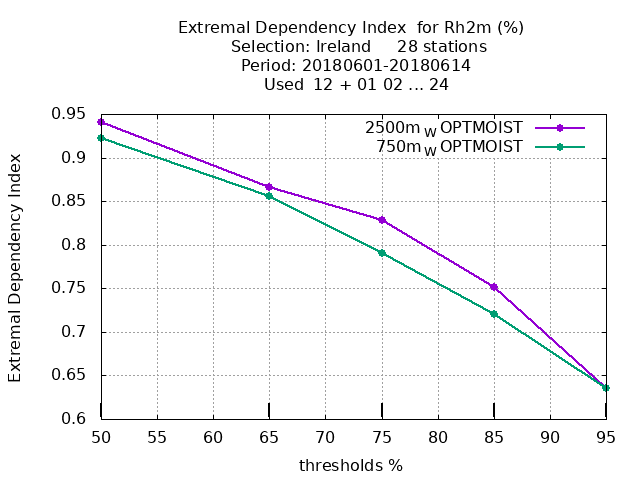 Extremal Dependency Index  for Rh2m (%)
Selection: Ireland     28 stations
Period: 20180601-20180614
Used  12 + 01 02 ... 24
2500m W OPTMOIST
750m W OPTMOIST
Extremal Dependency Index
0.95
0.9
0.85
0.8
0.75
0.7
0.65
0.6
50 55 60 65 70 75 80 85 90 95
thresholds %